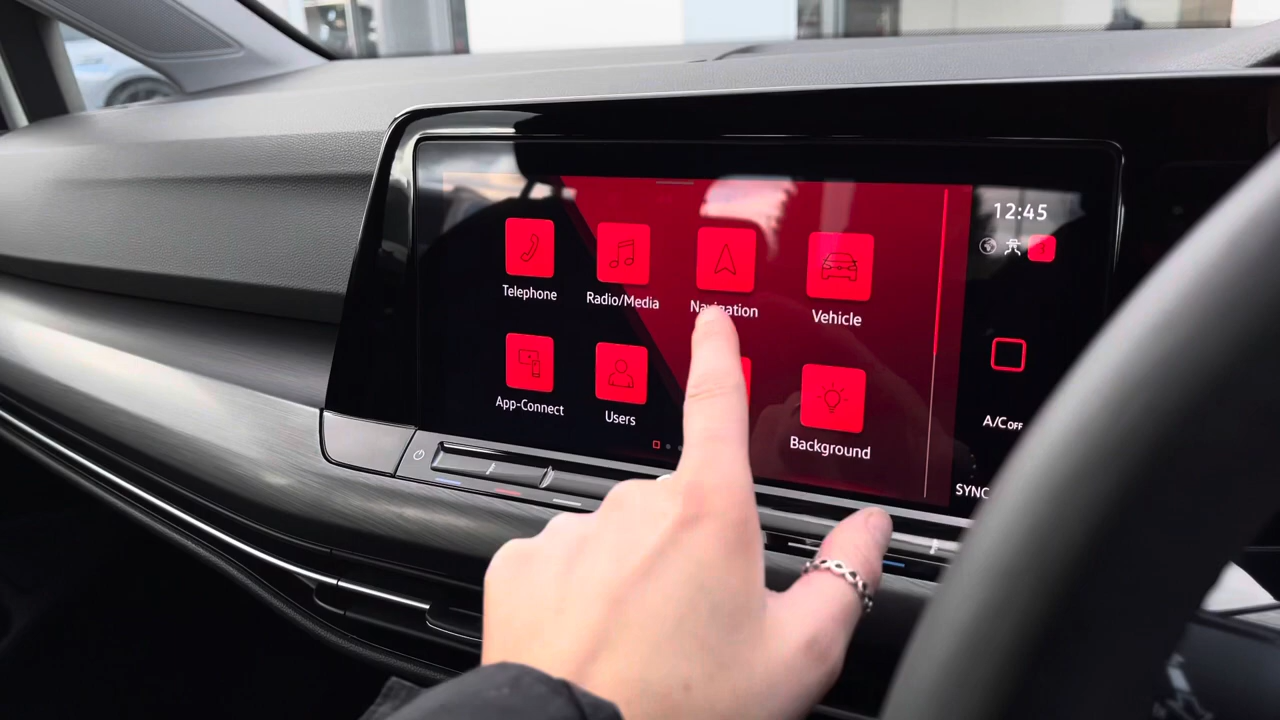 12:45
Telephone
Radio/Media
Navigation
Vehicle
App-Connect
Users
Background
A/C OFF
SYNC